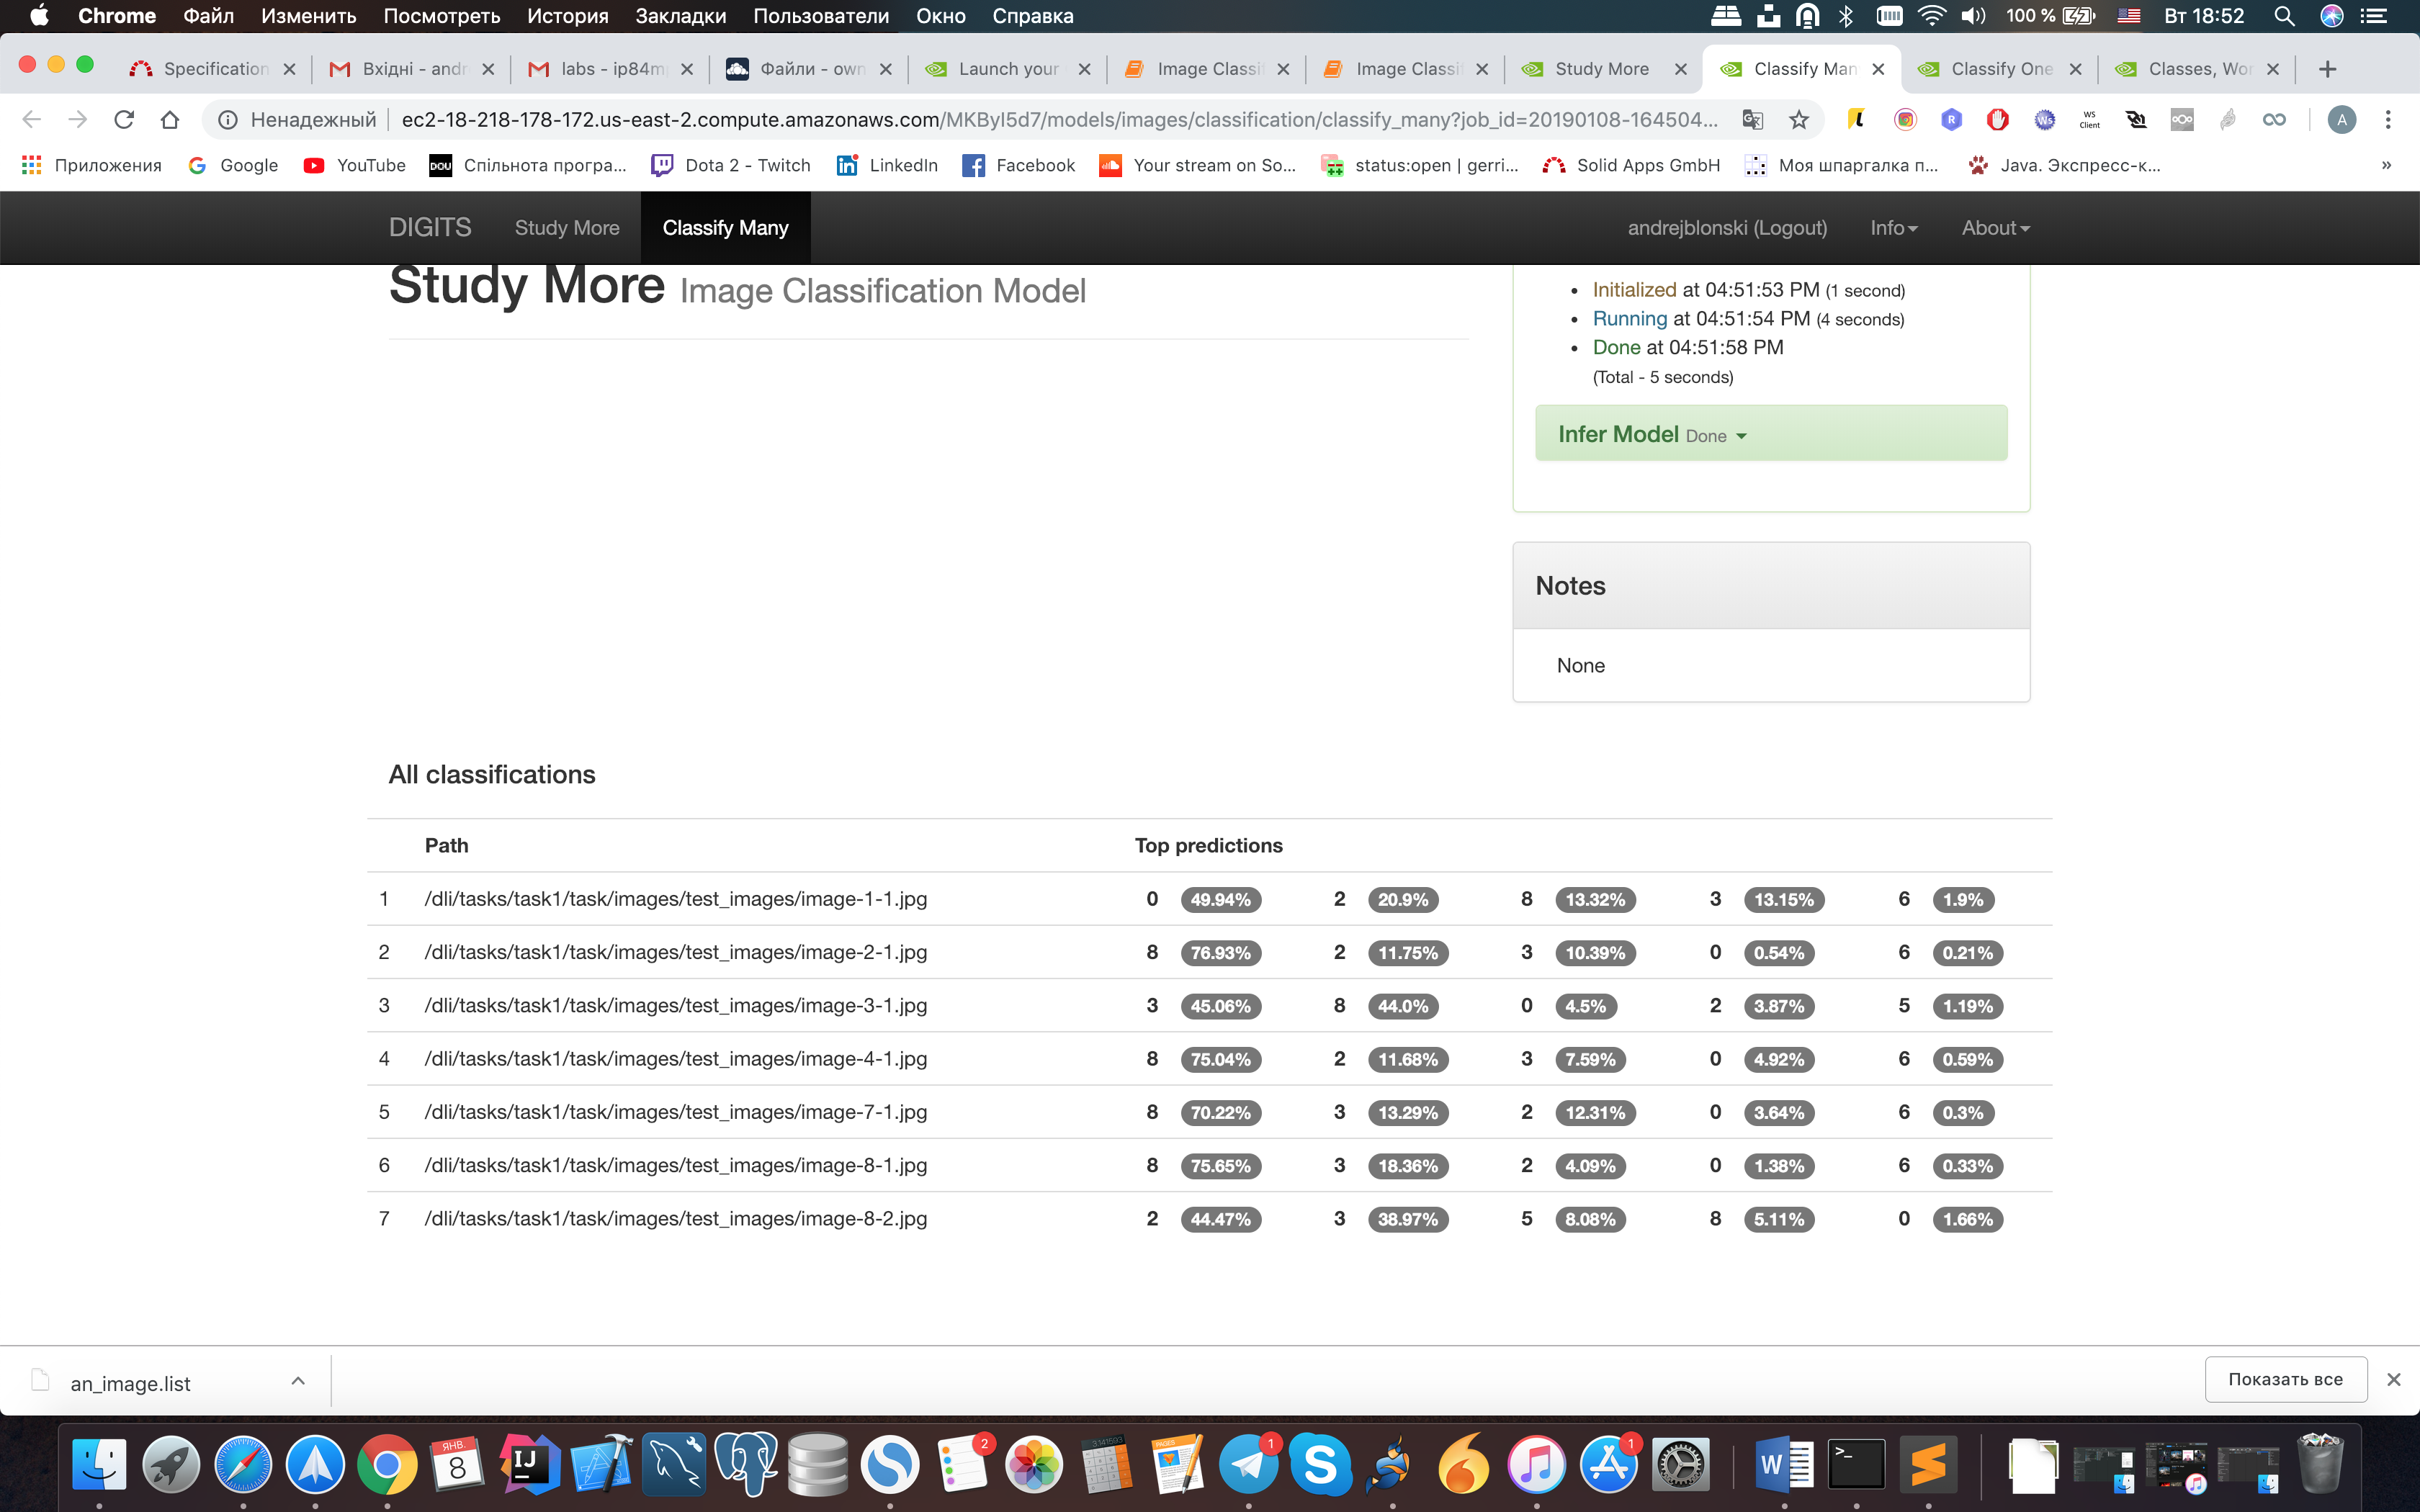 Chrome Файл Изменить Посмотреть История Закладки Пользователи Окно Справка 100 % Вт 18:52
Specification Вхідні - andr labs - ip84m Файли - own Launch your Image Classi Image Classi Study More Classify Man Classify One Classes, Wor
Ненадежный ec2-18-218-178-172.us-east-2.compute.amazonaws.com/MKByI5d7/models/images/classification/classify_many?job_id=20190108-164504... WS Client A
Приложения Google YouTube DOU Спільнота програ... Dota 2 - Twitch LinkedIn Facebook Your stream on So... status:open | gerri... Solid Apps GmbH Моя шпаргалка п... Java. Экспресс-к... »
DIGITS Study More Classify Many andrejblonski (Logout) Info About
Study More Image Classification Model
Initialized at 04:51:53 PM (1 second)
Running at 04:51:54 PM (4 seconds)
Done at 04:51:58 PM
(Total - 5 seconds)
Infer Model Done
Notes
None
All classifications
Path Top predictions
1 /dli/tasks/task1/task/images/test_images/image-1-1.jpg 0 49.94% 2 20.9% 8 13.32% 3 13.15% 6 1.9%
2 /dli/tasks/task1/task/images/test_images/image-2-1.jpg 8 76.93% 2 11.75% 3 10.39% 0 0.54% 6 0.21%
3 /dli/tasks/task1/task/images/test_images/image-3-1.jpg 3 45.06% 8 44.0% 0 4.5% 2 3.87% 5 1.19%
4 /dli/tasks/task1/task/images/test_images/image-4-1.jpg 8 75.04% 2 11.68% 3 7.59% 0 4.92% 6 0.59%
5 /dli/tasks/task1/task/images/test_images/image-7-1.jpg 8 70.22% 3 13.29% 2 12.31% 0 3.64% 6 0.3%
6 /dli/tasks/task1/task/images/test_images/image-8-1.jpg 8 75.65% 3 18.36% 2 4.09% 0 1.38% 6 0.33%
7 /dli/tasks/task1/task/images/test_images/image-8-2.jpg 2 44.47% 3 38.97% 5 8.08% 8 5.11% 0 1.66%
an_image.list Показать все
ЯНВ. 8 IJ 2 PAGES 1 S 1 W